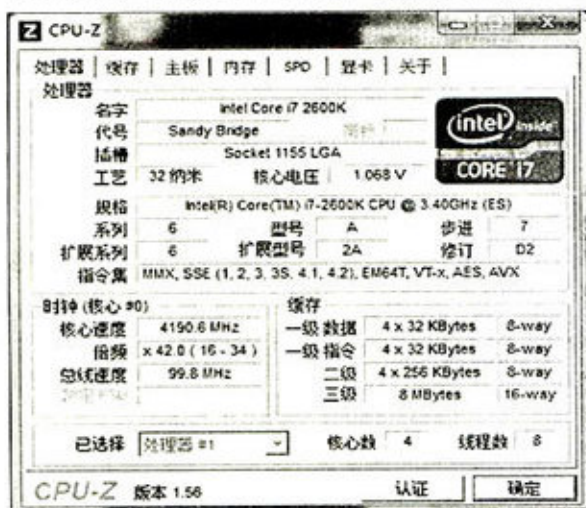 CPU-Z
处理器 | 缓存 | 主板 | 内存 | SPD | 显卡 | 关于
处理器
名字 Intel Core i7 2600K
代号 Sandy Bridge
插槽 Socket 1155 LGA
工艺 32 纳米 核心电压 1.068 V
intel inside
CORE i7
规格 Intel(R) Core(TM) i7-2600K CPU @ 3.40GHz (ES)
系列 6 型号 A 步进 7
扩展系列 6 扩展型号 2A 修订 D2
指令集 MMX, SSE (1, 2, 3, 3S, 4.1, 4.2), EM64T, VT-x, AES, AVX
时钟 (核心 #0)
核心速度 4190.6 MHz
倍频 x 42.0 ( 16 - 34 )
总线速度 99.8 MHz
缓存
一级 数据 4 x 32 KBytes 8-way
一级 指令 4 x 32 KBytes 8-way
二级 4 x 256 KBytes 8-way
三级 8 MBytes 16-way
已选择 处理器 #1 核心数 4 线程数 8
CPU-Z 版本 1.56 认证 确定